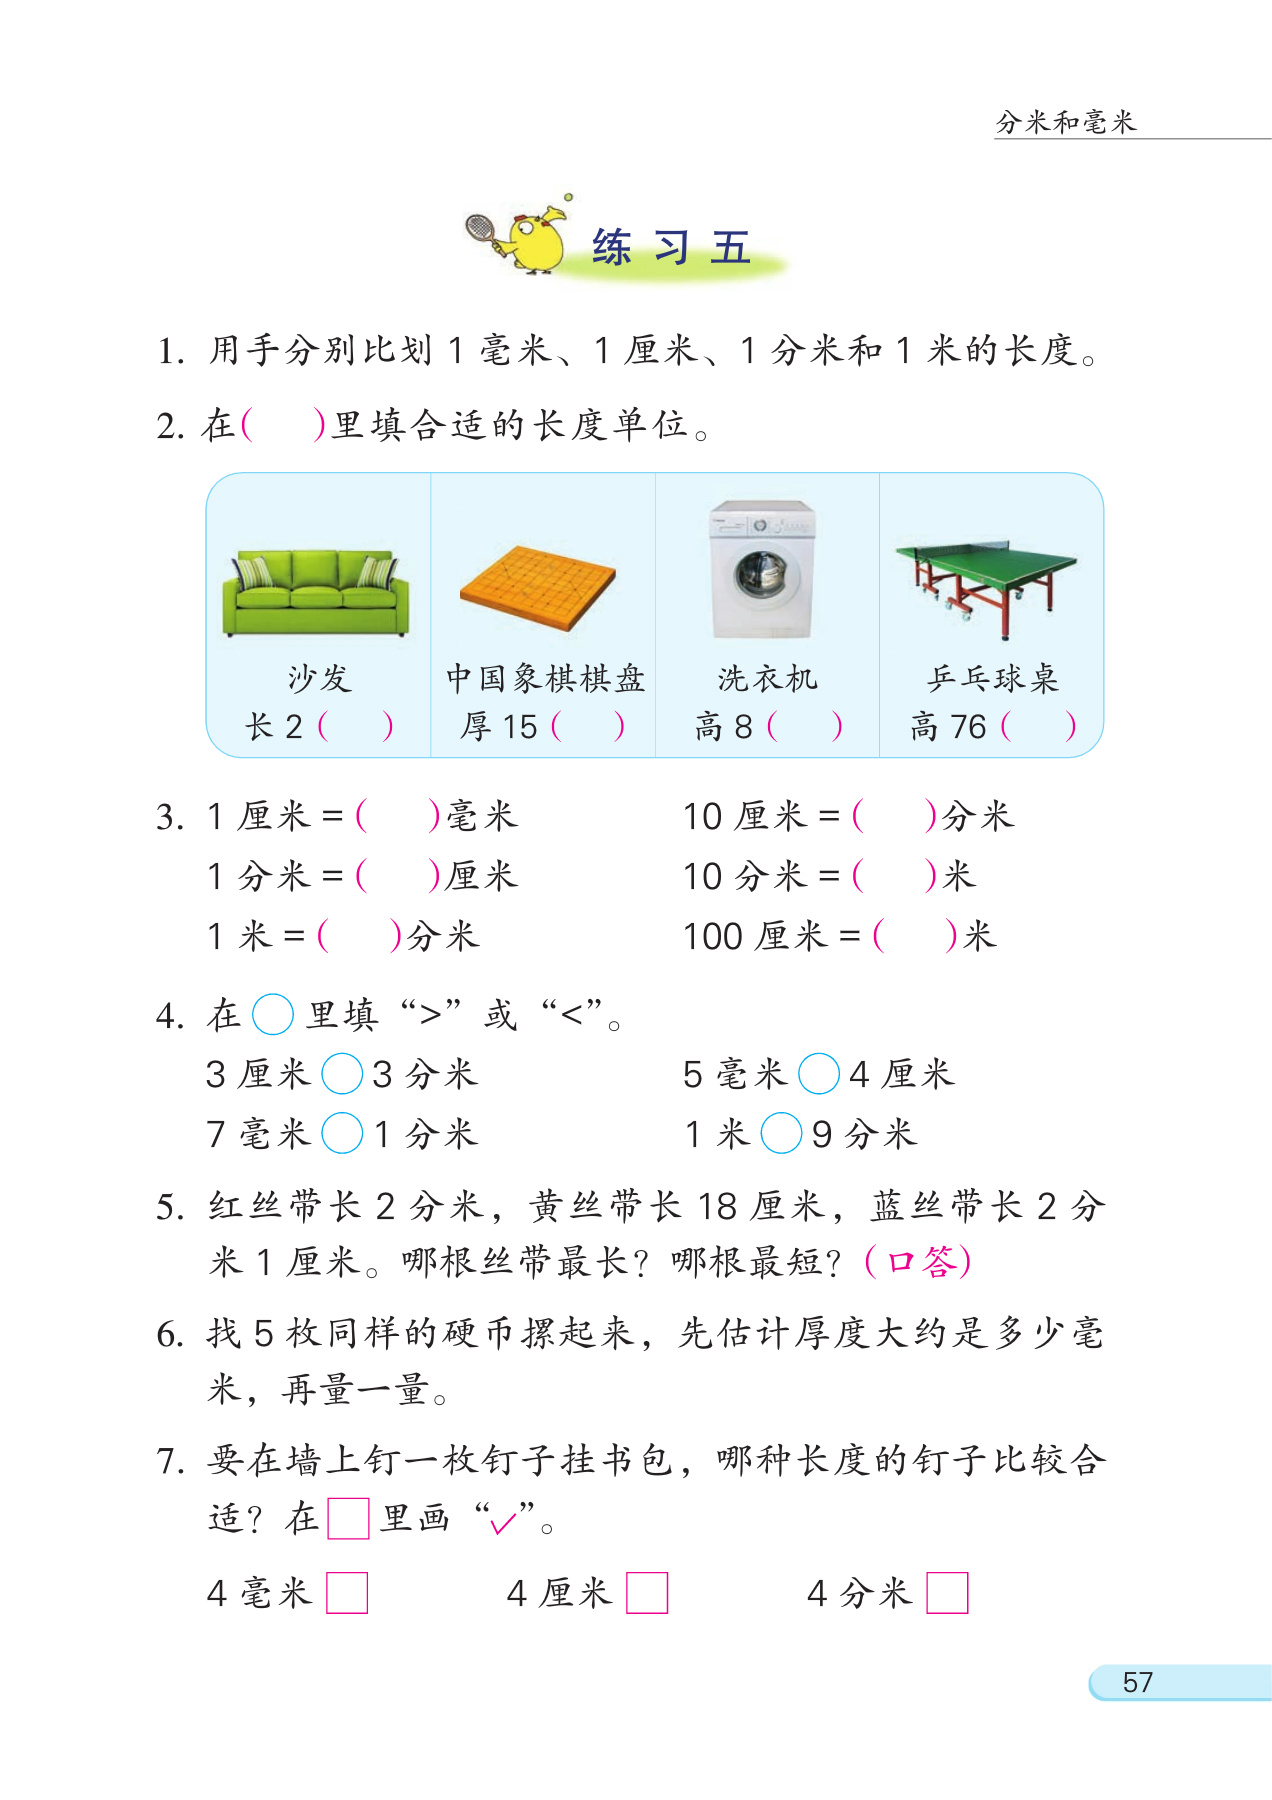 分米和毫米
练习五
1. 用手分别比划 1 毫米、1 厘米、1 分米和 1 米的长度。
2. 在(　　)里填合适的长度单位。
沙发　中国象棋棋盘　洗衣机　乒乓球桌
长 2 (　　)　厚 15 (　　)　高 8 (　　)　高 76 (　　)
3. 1 厘米 = (　　)毫米　10 厘米 = (　　)分米
1 分米 = (　　)厘米　10 分米 = (　　)米
1 米 = (　　)分米　100 厘米 = (　　)米
4. 在 ○ 里填“>”或“<”。
3 厘米 ○ 3 分米　5 毫米 ○ 4 厘米
7 毫米 ○ 1 分米　1 米 ○ 9 分米
5. 红丝带长 2 分米，黄丝带长 18 厘米，蓝丝带长 2 分
米 1 厘米。哪根丝带最长？哪根最短？(口答)
6. 找 5 枚同样的硬币摞起来，先估计厚度大约是多少毫
米，再量一量。
7. 要在墙上钉一枚钉子挂书包，哪种长度的钉子比较合
适？在 □ 里画“✓”。
4 毫米 □　4 厘米 □　4 分米 □
57